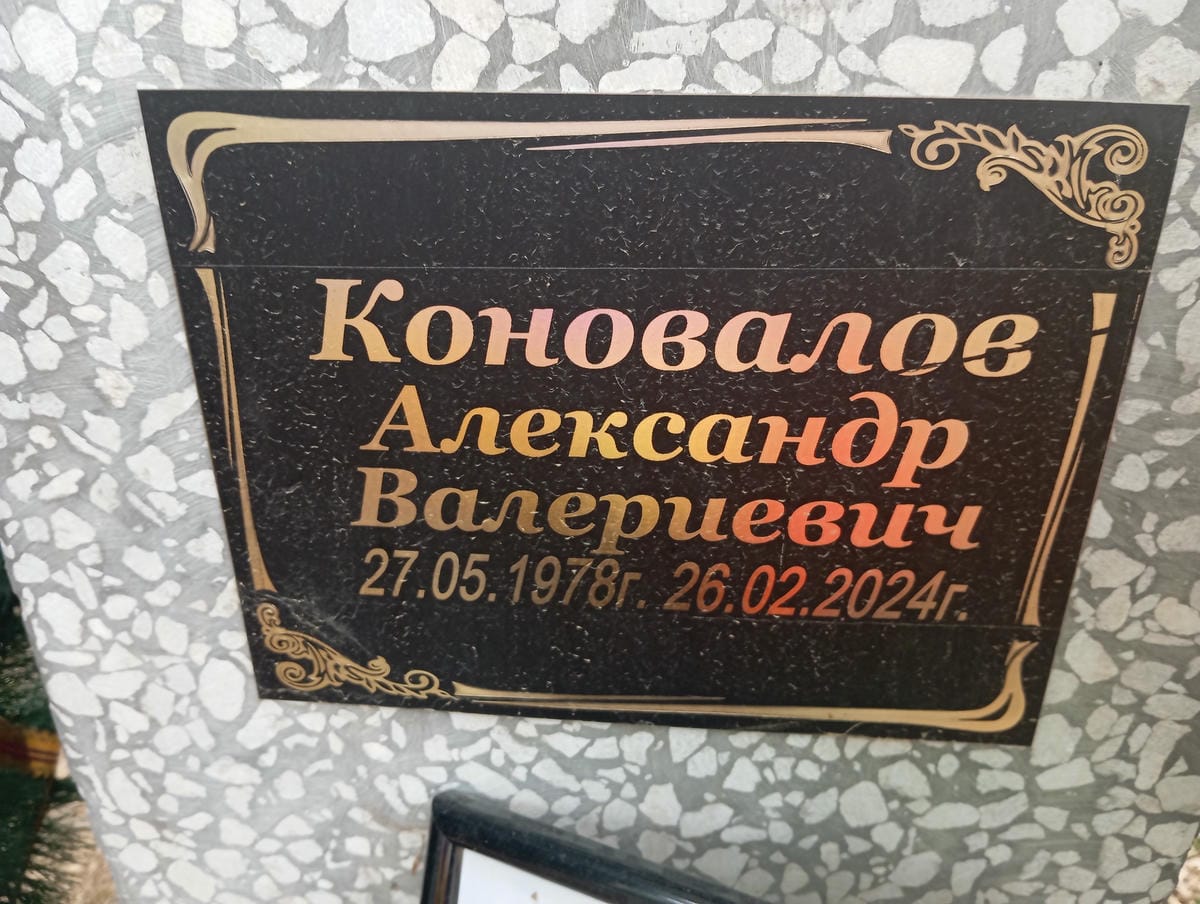 Коновалов
Александр
Валериевич
27.05.1978г. 26.02.2024г.